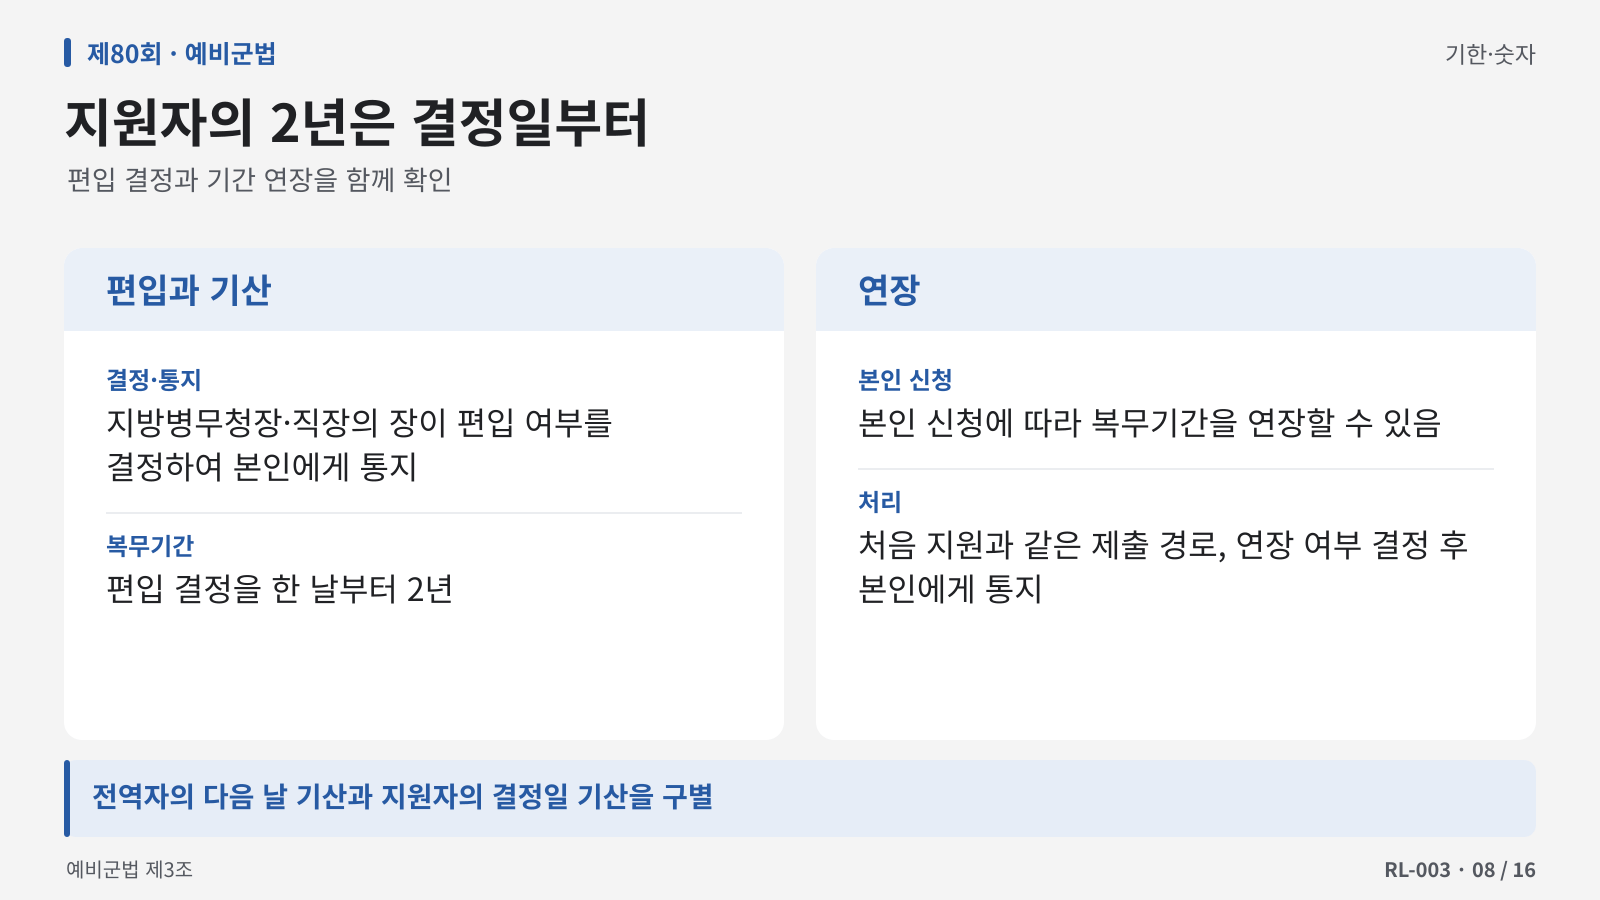 제80회 · 예비군법
기한·숫자
지원자의 2년은 결정일부터
편입 결정과 기간 연장을 함께 확인
편입과 기산
결정·통지
지방병무청장·직장의 장이 편입 여부를
결정하여 본인에게 통지
복무기간
편입 결정을 한 날부터 2년
연장
본인 신청
본인 신청에 따라 복무기간을 연장할 수 있음
처리
처음 지원과 같은 제출 경로, 연장 여부 결정 후
본인에게 통지
전역자의 다음 날 기산과 지원자의 결정일 기산을 구별
예비군법 제3조
RL-003 · 08 / 16